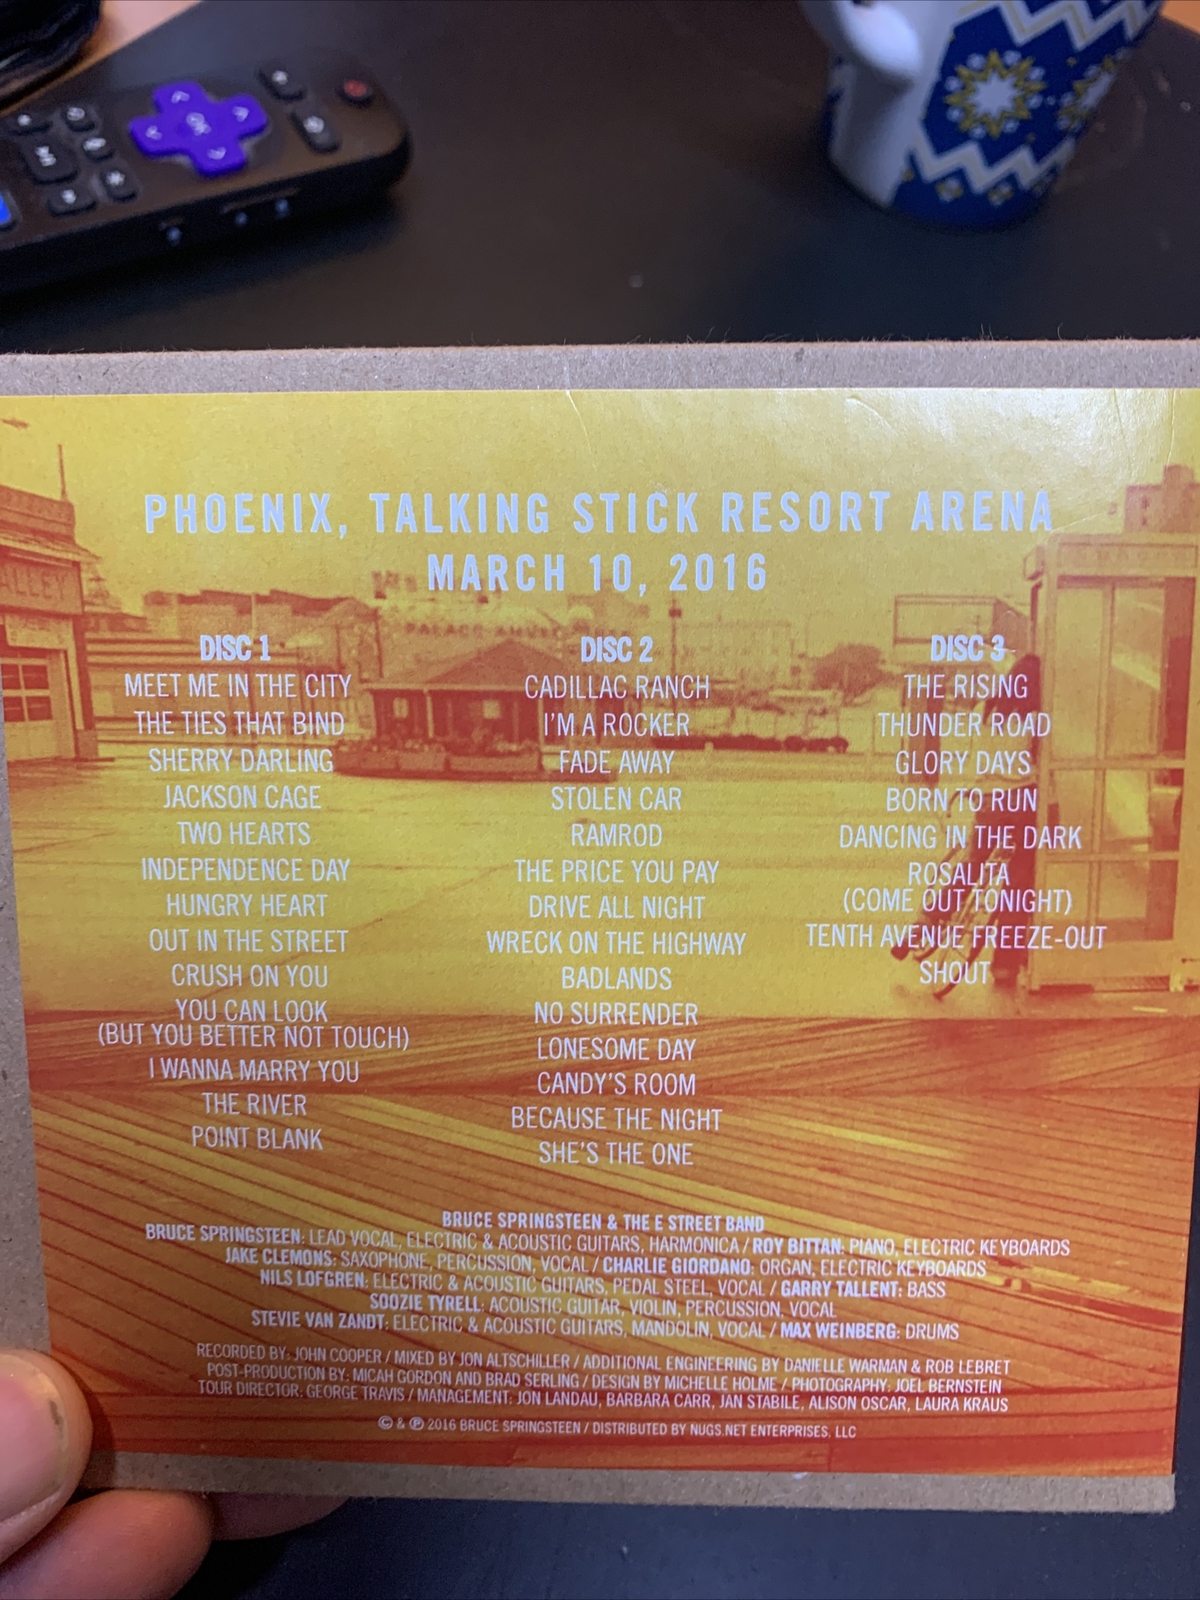 OK
ALLEY
PALACE AMUSE
PHOENIX, TALKING STICK RESORT ARENA
MARCH 10, 2016
DISC 1
MEET ME IN THE CITY
THE TIES THAT BIND
SHERRY DARLING
JACKSON CAGE
TWO HEARTS
INDEPENDENCE DAY
HUNGRY HEART
OUT IN THE STREET
CRUSH ON YOU
YOU CAN LOOK
(BUT YOU BETTER NOT TOUCH)
I WANNA MARRY YOU
THE RIVER
POINT BLANK
DISC 2
CADILLAC RANCH
I'M A ROCKER
FADE AWAY
STOLEN CAR
RAMROD
THE PRICE YOU PAY
DRIVE ALL NIGHT
WRECK ON THE HIGHWAY
BADLANDS
NO SURRENDER
LONESOME DAY
CANDY'S ROOM
BECAUSE THE NIGHT
SHE'S THE ONE
DISC 3
THE RISING
THUNDER ROAD
GLORY DAYS
BORN TO RUN
DANCING IN THE DARK
ROSALITA
(COME OUT TONIGHT)
TENTH AVENUE FREEZE-OUT
SHOUT
BRUCE SPRINGSTEEN & THE E STREET BAND
BRUCE SPRINGSTEEN: LEAD VOCAL, ELECTRIC & ACOUSTIC GUITARS, HARMONICA / ROY BITTAN: PIANO, ELECTRIC KEYBOARDS
JAKE CLEMONS: SAXOPHONE, PERCUSSION, VOCAL / CHARLIE GIORDANO: ORGAN, ELECTRIC KEYBOARDS
NILS LOFGREN: ELECTRIC & ACOUSTIC GUITARS, PEDAL STEEL, VOCAL / GARRY TALLENT: BASS
SOOZIE TYRELL: ACOUSTIC GUITAR, VIOLIN, PERCUSSION, VOCAL
STEVIE VAN ZANDT: ELECTRIC & ACOUSTIC GUITARS, MANDOLIN, VOCAL / MAX WEINBERG: DRUMS
RECORDED BY: JOHN COOPER / MIXED BY JON ALTSCHILLER / ADDITIONAL ENGINEERING BY DANIELLE WARMAN & ROB LEBRET
POST-PRODUCTION BY: MICAH GORDON AND BRAD SERLING / DESIGN BY MICHELLE HOLME / PHOTOGRAPHY: JOEL BERNSTEIN
TOUR DIRECTOR: GEORGE TRAVIS / MANAGEMENT: JON LANDAU, BARBARA CARR, JAN STABILE, ALISON OSCAR, LAURA KRAUS
© & ℗ 2016 BRUCE SPRINGSTEEN / DISTRIBUTED BY NUGS.NET ENTERPRISES, LLC